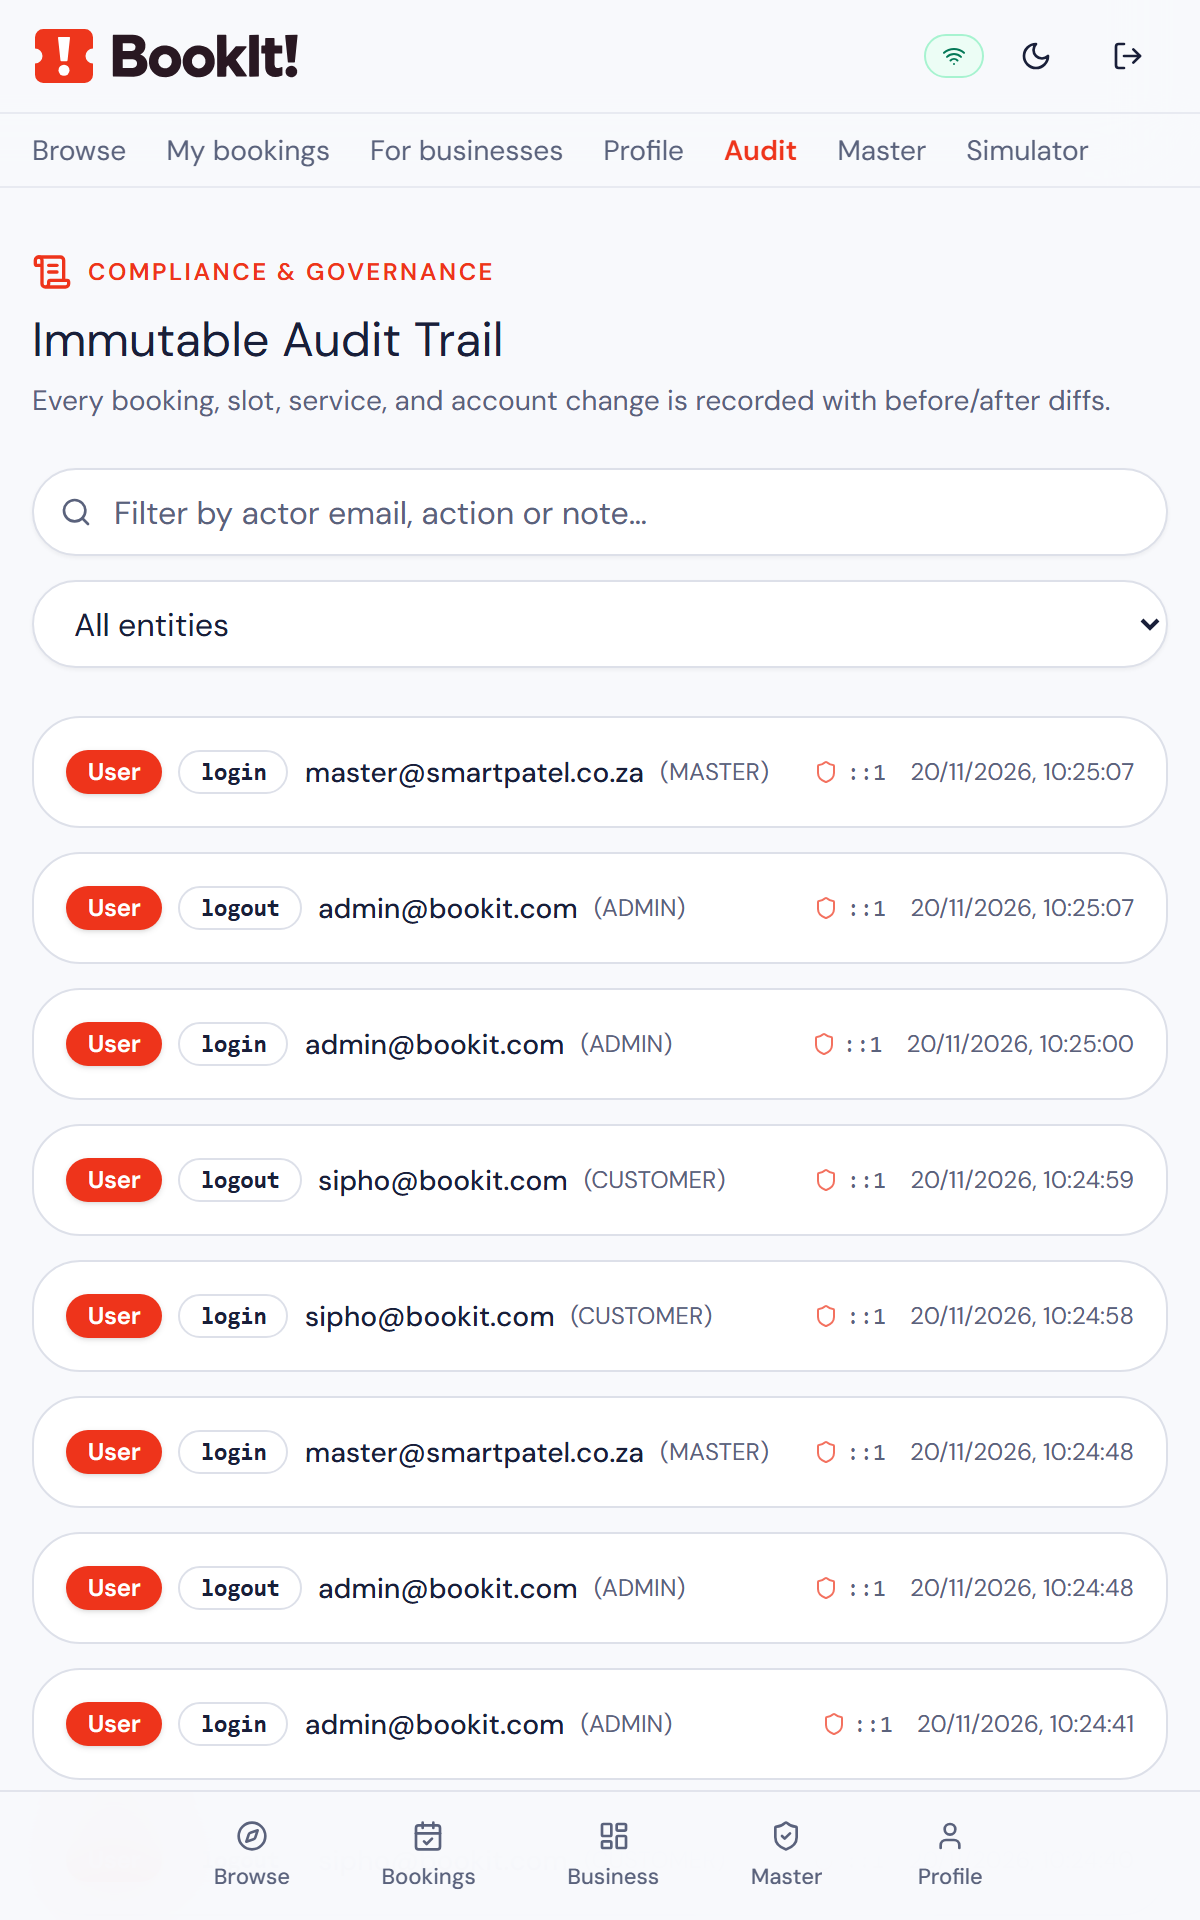 BookIt!
Browse My bookings For businesses Profile Audit Master Simulator
COMPLIANCE & GOVERNANCE
Immutable Audit Trail
Every booking, slot, service, and account change is recorded with before/after diffs.
Filter by actor email, action or note...
All entities
User login master@smartpatel.co.za (MASTER) ::1 20/11/2026, 10:25:07
User logout admin@bookit.com (ADMIN) ::1 20/11/2026, 10:25:07
User login admin@bookit.com (ADMIN) ::1 20/11/2026, 10:25:00
User logout sipho@bookit.com (CUSTOMER) ::1 20/11/2026, 10:24:59
User login sipho@bookit.com (CUSTOMER) ::1 20/11/2026, 10:24:58
User login master@smartpatel.co.za (MASTER) ::1 20/11/2026, 10:24:48
User logout admin@bookit.com (ADMIN) ::1 20/11/2026, 10:24:48
User login admin@bookit.com (ADMIN) ::1 20/11/2026, 10:24:41
Browse Bookings Business Master Profile